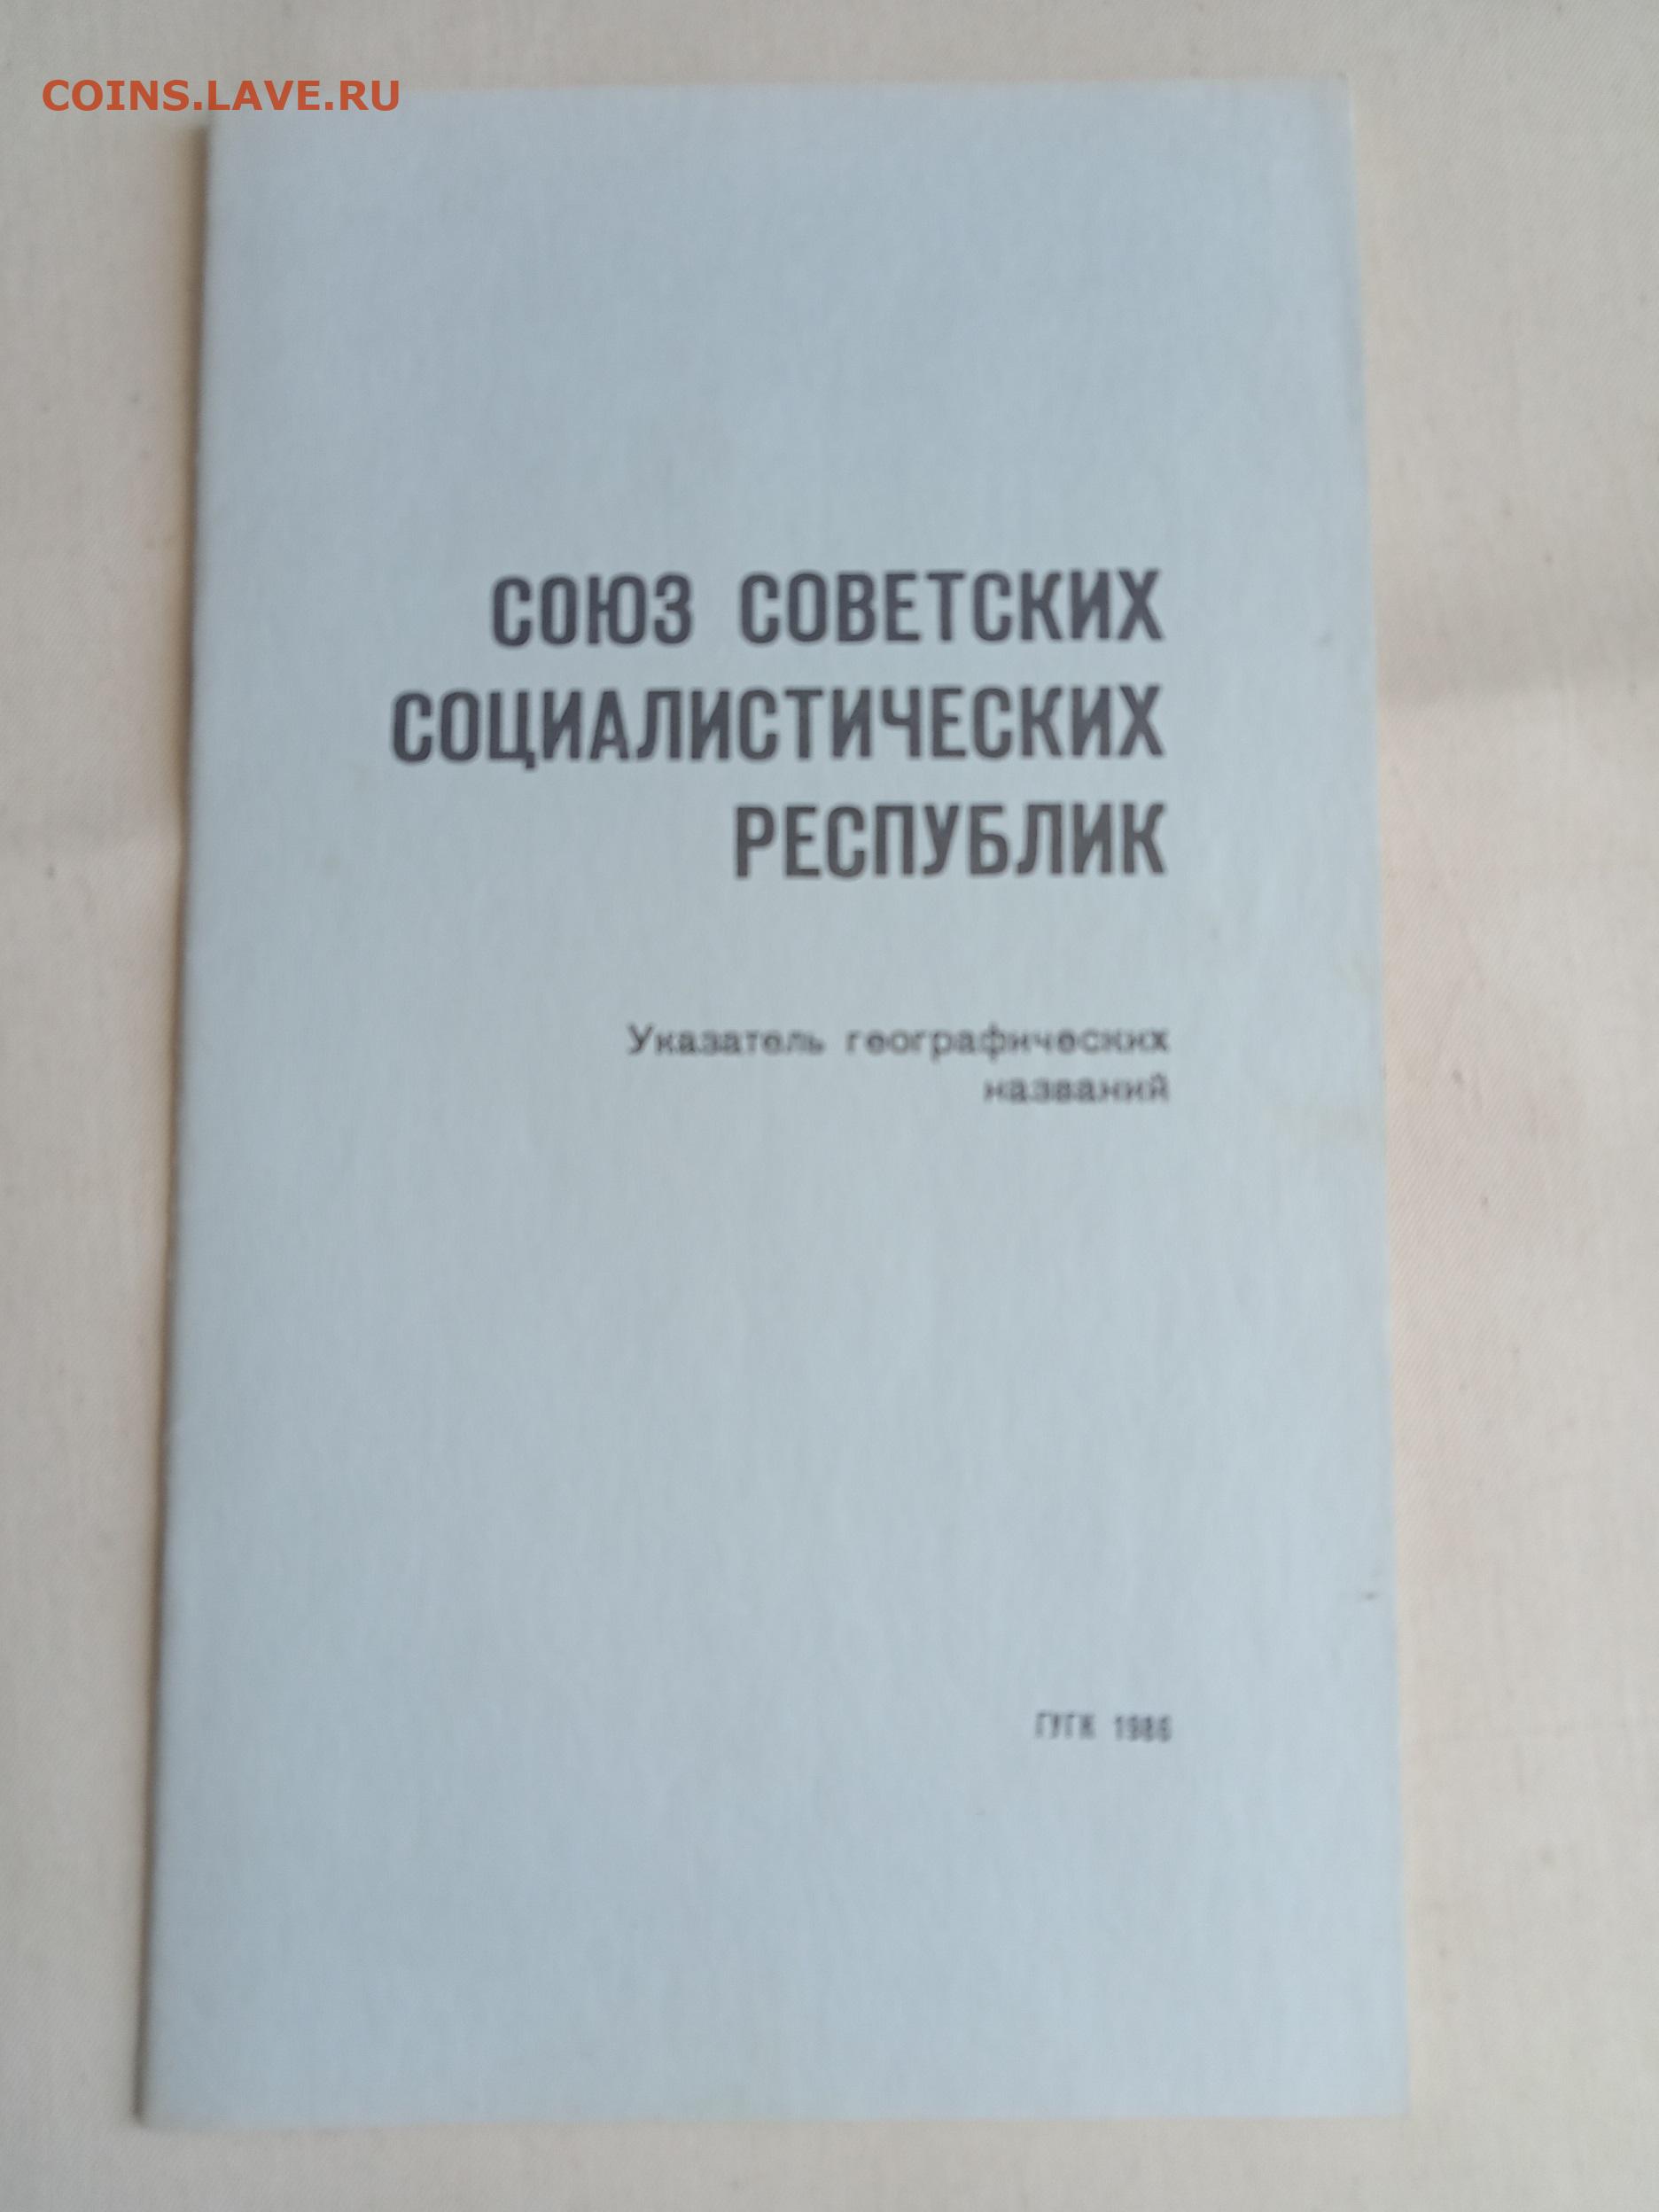 COINS.LAVE.RU
СОЮЗ СОВЕТСКИХ
СОЦИАЛИСТИЧЕСКИХ
РЕСПУБЛИК
Указатель географических
названий
ГУГК 1986